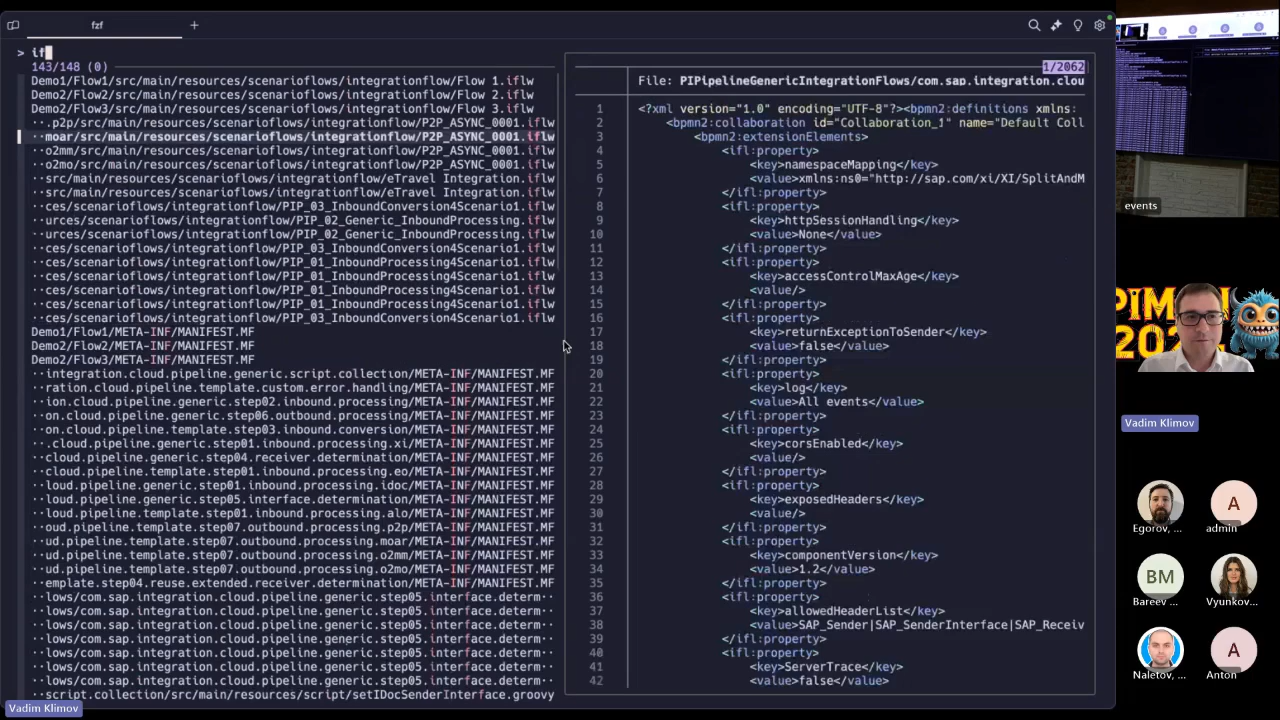 fzf
+
> if
143/148 (0)
Demo1/Flow1/src/main/resources/scenarioflows/integrationflow/Flow 1.iflw
Demo2/Flow2/src/main/resources/scenarioflows/integrationflow/Flow 2.iflw
Demo2/Flow3/src/main/resources/scenarioflows/integrationflow/Flow 3.iflw
··.p2p/src/main/resources/scenarioflows/integrationflow/PIP_AIS_0001.iflw
··moar/src/main/resources/scenarioflows/integrationflow/PIP_AIS_0001.iflw
··o2mm/src/main/resources/scenarioflows/integrationflow/PIP_AIS_0001.iflw
··o2mo/src/main/resources/scenarioflows/integrationflow/PIP_AIS_0001.iflw
··src/main/resources/scenarioflows/integrationflow/eTravel Integration.iflw
··src/main/resources/scenarioflows/integrationflow/eTravel Integration.iflw
··ces/scenarioflows/integrationflow/PIP_03_InboundConversion4Scenario1.iflw
··urces/scenarioflows/integrationflow/PIP_02_Generic_InboundProcessing.iflw
··urces/scenarioflows/integrationflow/PIP_02_Generic_InboundProcessing.iflw
··ces/scenarioflows/integrationflow/PIP_03_InboundConversion4Scenario1.iflw
··ces/scenarioflows/integrationflow/PIP_01_InboundProcessing4Scenario1.iflw
··ces/scenarioflows/integrationflow/PIP_03_InboundConversion4Scenario1.iflw
··ces/scenarioflows/integrationflow/PIP_01_InboundProcessing4Scenario1.iflw
··ces/scenarioflows/integrationflow/PIP_01_InboundProcessing4Scenario1.iflw
··ces/scenarioflows/integrationflow/PIP_03_InboundConversion4Scenario1.iflw
Demo1/Flow1/META-INF/MANIFEST.MF
Demo2/Flow2/META-INF/MANIFEST.MF
Demo2/Flow3/META-INF/MANIFEST.MF
··integration.cloud.pipeline.generic.script.collection/META-INF/MANIFEST.MF
··ration.cloud.pipeline.template.custom.error.handling/META-INF/MANIFEST.MF
··ion.cloud.pipeline.generic.step02.inbound.processing/META-INF/MANIFEST.MF
··on.cloud.pipeline.generic.step06.outbound.processing/META-INF/MANIFEST.MF
··on.cloud.pipeline.template.step03.inbound.conversion/META-INF/MANIFEST.MF
··.cloud.pipeline.generic.step01.inbound.processing.xi/META-INF/MANIFEST.MF
··cloud.pipeline.generic.step04.receiver.determination/META-INF/MANIFEST.MF
··cloud.pipeline.template.step01.inbound.processing.eo/META-INF/MANIFEST.MF
··loud.pipeline.generic.step01.inbound.processing.idoc/META-INF/MANIFEST.MF
··loud.pipeline.generic.step05.interface.determination/META-INF/MANIFEST.MF
··oud.pipeline.template.step01.inbound.processing.alo/META-INF/MANIFEST.MF
··oud.pipeline.template.step07.outbound.processing.p2p/META-INF/MANIFEST.MF
··ud.pipeline.template.step07.outbound.processing.moar/META-INF/MANIFEST.MF
··ud.pipeline.template.step07.outbound.processing.o2mm/META-INF/MANIFEST.MF
··ud.pipeline.template.step07.outbound.processing.o2mo/META-INF/MANIFEST.MF
··emplate.step04.reuse.extended.receiver.determination/META-INF/MANIFEST.MF
··lows/com.sap.integration.cloud.pipeline.generic.step05.interface.determ··
··lows/com.sap.integration.cloud.pipeline.generic.step05.interface.determ··
··lows/com.sap.integration.cloud.pipeline.generic.step05.interface.determ··
··lows/com.sap.integration.cloud.pipeline.generic.step05.interface.determ··
··lows/com.sap.integration.cloud.pipeline.generic.step05.interface.determ··
··lows/com.sap.integration.cloud.pipeline.generic.step05.interface.determ··
··lows/com.sap.integration.cloud.pipeline.generic.step05.interface.determ··
··script.collection/src/main/resources/script/setIDocSenderInterface.groovy
1/2062
File: PipelineGenericIntegrationFlows/com.sap.integration.clou
1 <?xml version="1.0" encoding="UTF-8"?><bpmn2:definitions xmlns:
2 <bpmn2:collaboration id="Collaboration_1" name="Default Coll
3 <bpmn2:extensionElements>
4 <ifl:property>
5 <key>namespaceMapping</key>
6 <value>xmlns:ns0="http://sap.com/xi/XI/SplitAndM
7 </ifl:property>
8 <ifl:property>
9 <key>httpSessionHandling</key>
10 <value>None</value>
11 </ifl:property>
12 <ifl:property>
13 <key>accessControlMaxAge</key>
14 <value/>
15 </ifl:property>
16 <ifl:property>
17 <key>returnExceptionToSender</key>
18 <value>false</value>
19 </ifl:property>
20 <ifl:property>
21 <key>log</key>
22 <value>All events</value>
23 </ifl:property>
24 <ifl:property>
25 <key>corsEnabled</key>
26 <value/>
27 </ifl:property>
28 <ifl:property>
29 <key>exposedHeaders</key>
30 <value/>
31 </ifl:property>
32 <ifl:property>
33 <key>componentVersion</key>
34 <value>1.2</value>
35 </ifl:property>
36 <ifl:property>
37 <key>allowedHeaderList</key>
38 <value>SAP_Sender|SAP_SenderInterface|SAP_Receiv
39 </ifl:property>
40 <ifl:property>
41 <key>ServerTrace</key>
42 <value>false</value>
Vadim Klimov
events
Vadim Klimov
Egorov, ...
A
admin
BM
Bareev ...
Vyunkov...
Naletov, ...
A
Anton